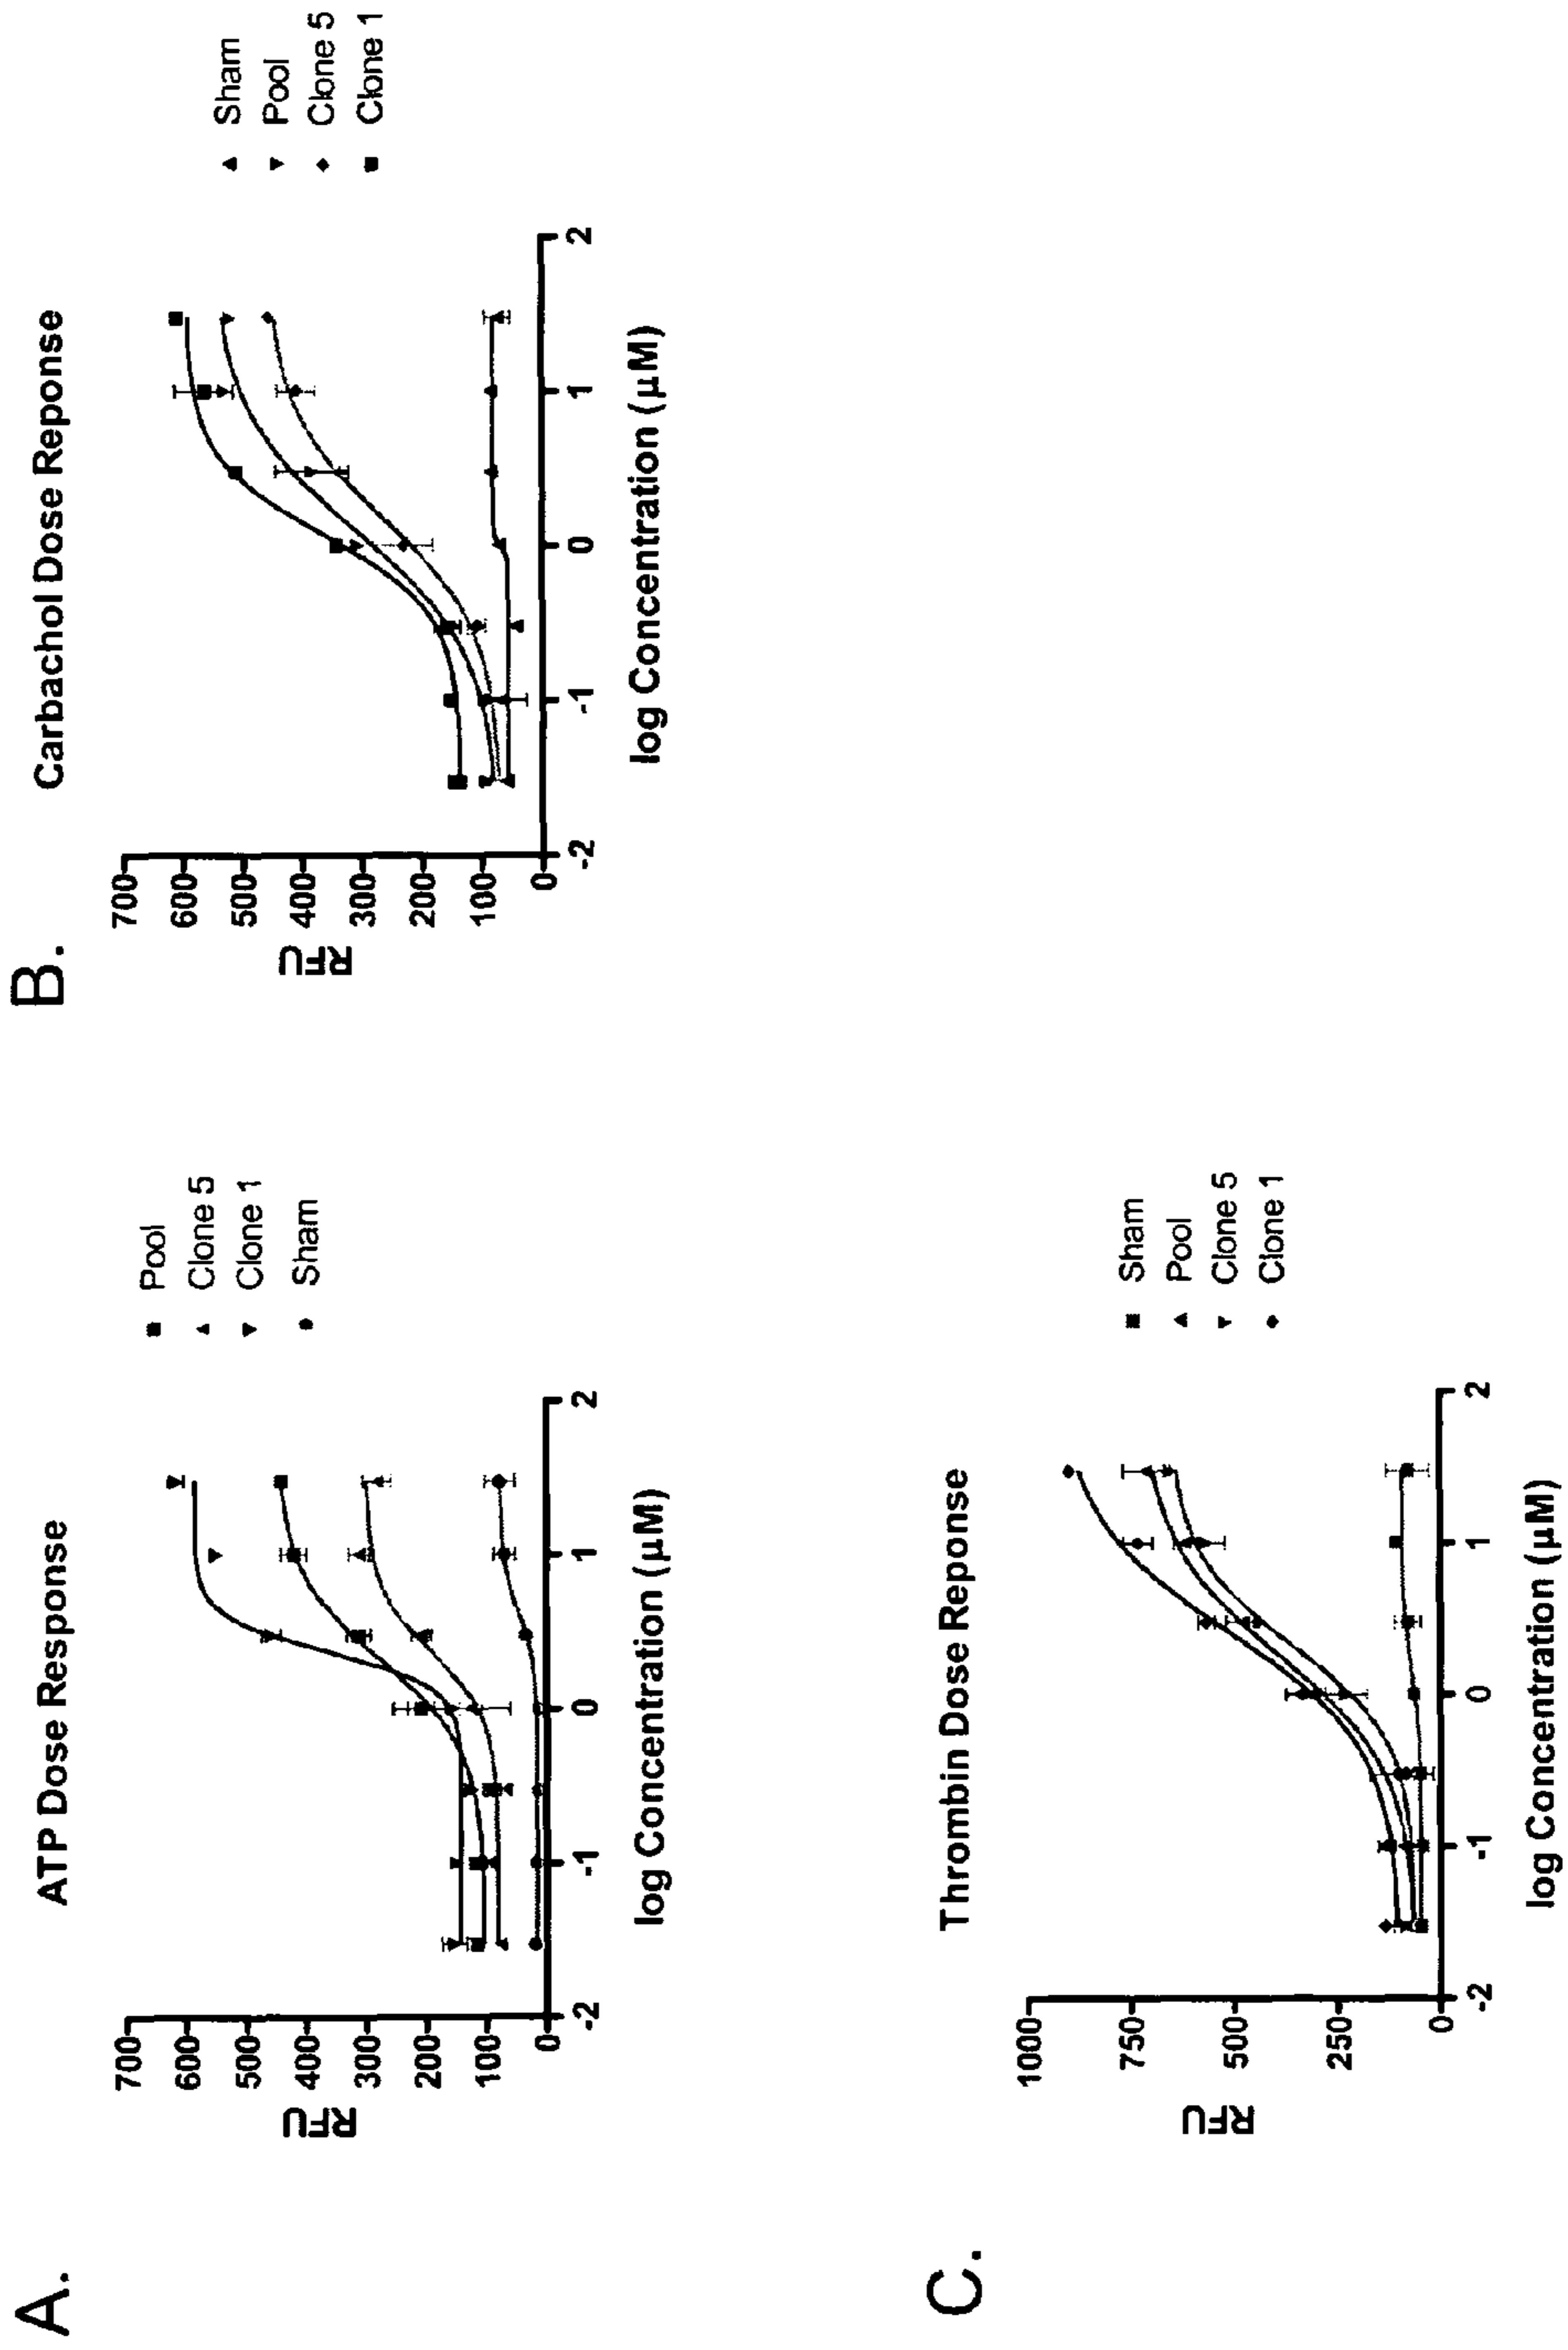 A.
ATP Dose Response
RFU
700
600
500
400
300
200
100
0
-2
-1
0
1
2
log Concentration (µM)
Pool
Clone 5
Clone 1
Sham
B.
Carbachol Dose Reponse
RFU
700
600
500
400
300
200
100
0
-2
-1
0
1
2
log Concentration (µM)
Sham
Pool
Clone 5
Clone 1
C.
Thrombin Dose Reponse
RFU
1000
750
500
250
0
-2
-1
0
1
2
log Concentration (µM)
Sham
Pool
Clone 5
Clone 1